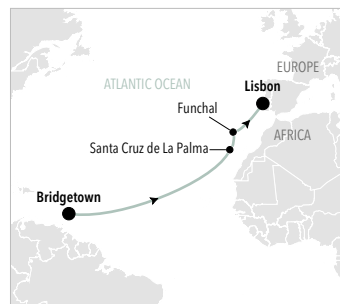 EUROPE
ATLANTIC OCEAN
Lisbon
Funchal
AFRICA
Santa Cruz de La Palma
Bridgetown